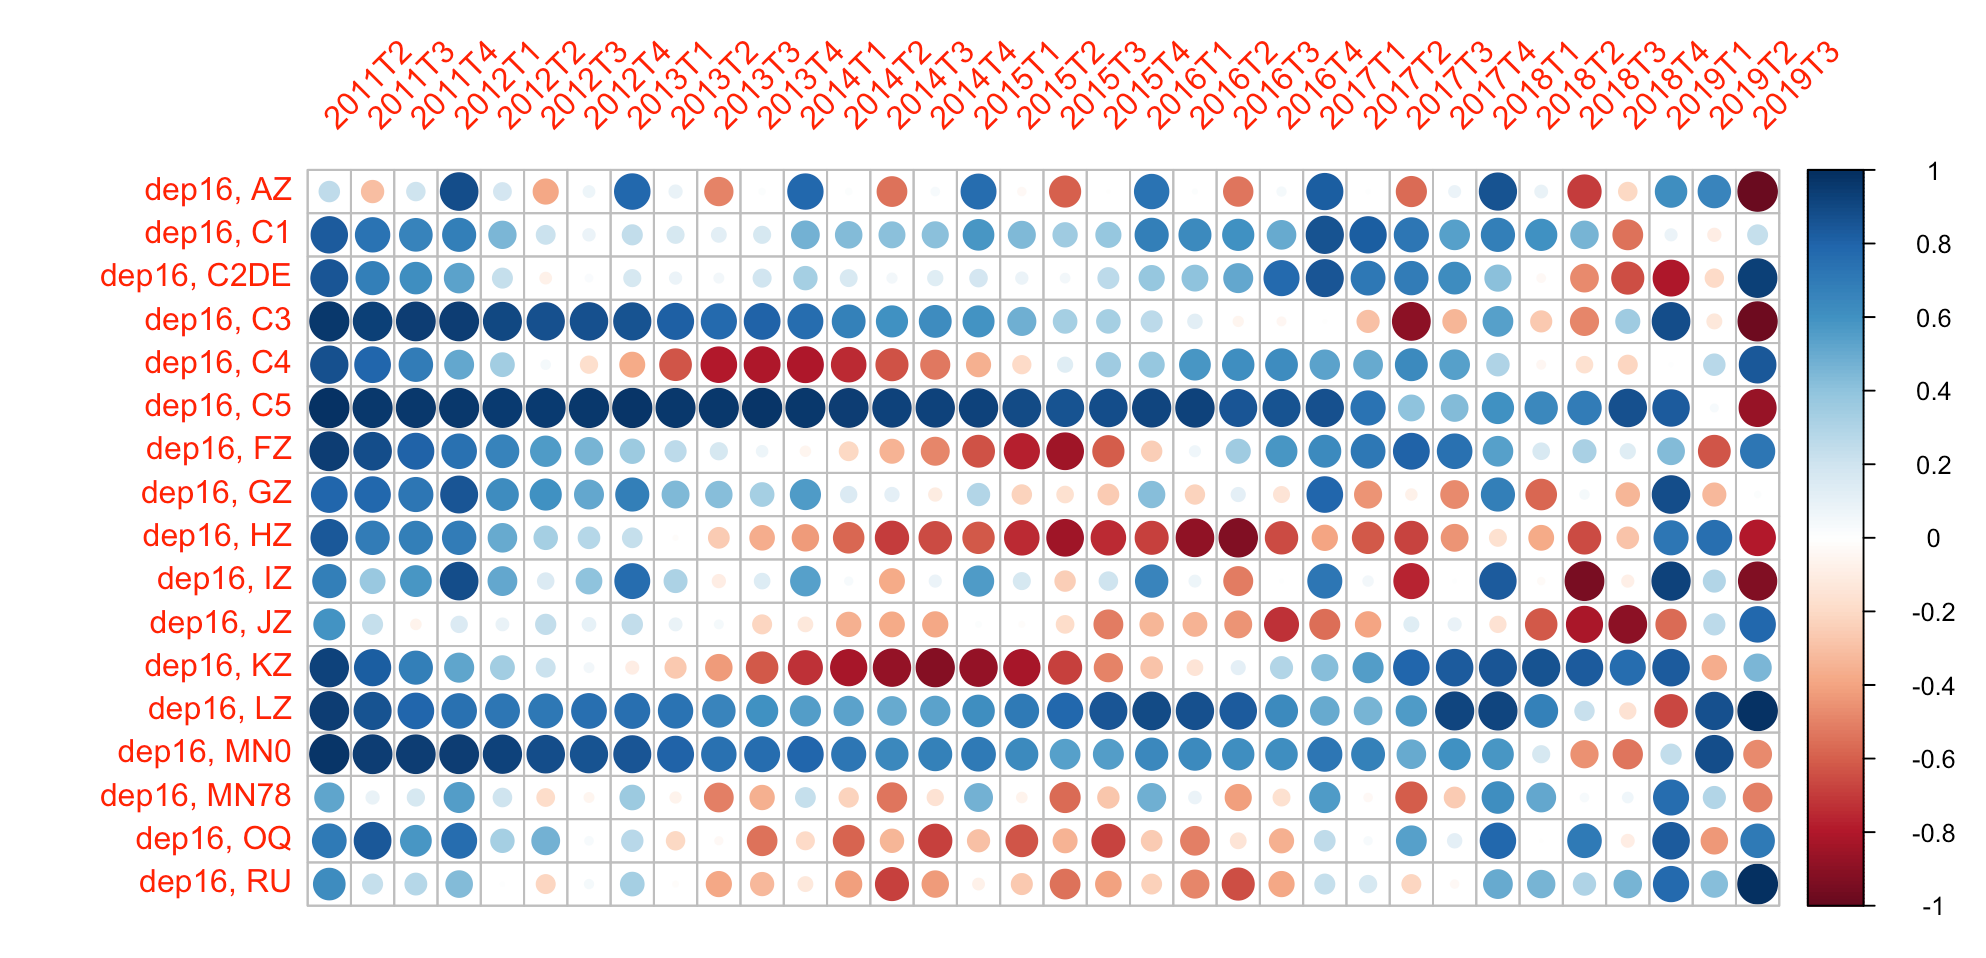 2011T2
2011T3
2011T4
2012T1
2012T2
2012T3
2012T4
2013T1
2013T2
2013T3
2013T4
2014T1
2014T2
2014T3
2014T4
2015T1
2015T2
2015T3
2015T4
2016T1
2016T2
2016T3
2016T4
2017T1
2017T2
2017T3
2017T4
2018T1
2018T2
2018T3
2018T4
2019T1
2019T2
2019T3
dep16, AZ
dep16, C1
dep16, C2DE
dep16, C3
dep16, C4
dep16, C5
dep16, FZ
dep16, GZ
dep16, HZ
dep16, IZ
dep16, JZ
dep16, KZ
dep16, LZ
dep16, MN0
dep16, MN78
dep16, OQ
dep16, RU
1
0.8
0.6
0.4
0.2
0
-0.2
-0.4
-0.6
-0.8
-1